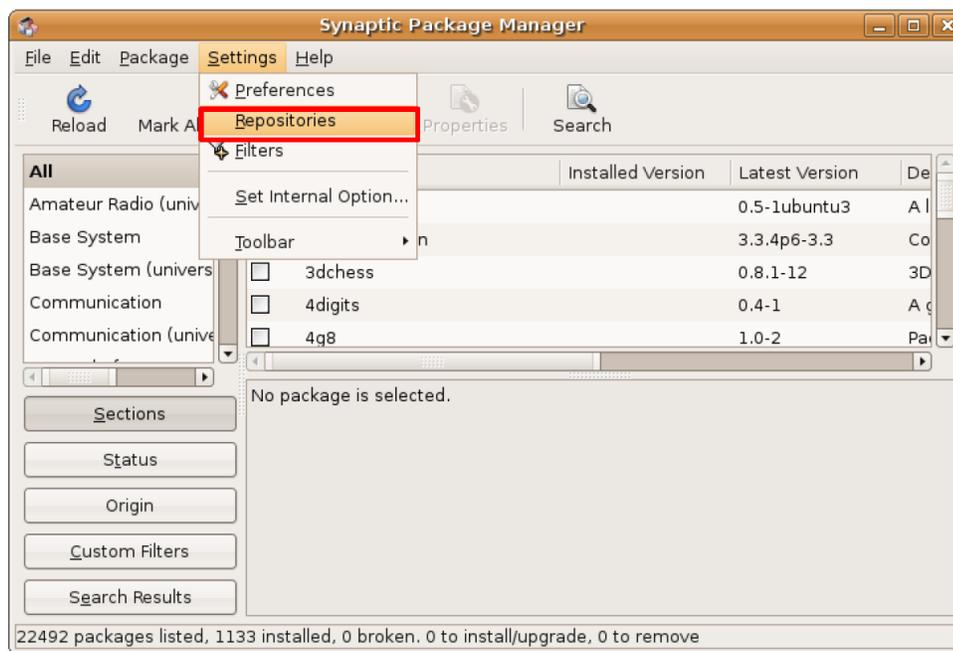 Synaptic Package Manager
File Edit Package Settings Help
Preferences
Repositories
Filters
Set Internal Option...
Toolbar
Reload Mark Al Properties Search
All
Installed Version Latest Version De
Amateur Radio (univ
0.5-1ubuntu3 A l
Base System
n 3.3.4p6-3.3 Co
Base System (univers
3dchess 0.8.1-12 3D
Communication
4digits 0.4-1 A g
Communication (unive
4g8 1.0-2 Pa
No package is selected.
Sections
Status
Origin
Custom Filters
Search Results
22492 packages listed, 1133 installed, 0 broken. 0 to install/upgrade, 0 to remove